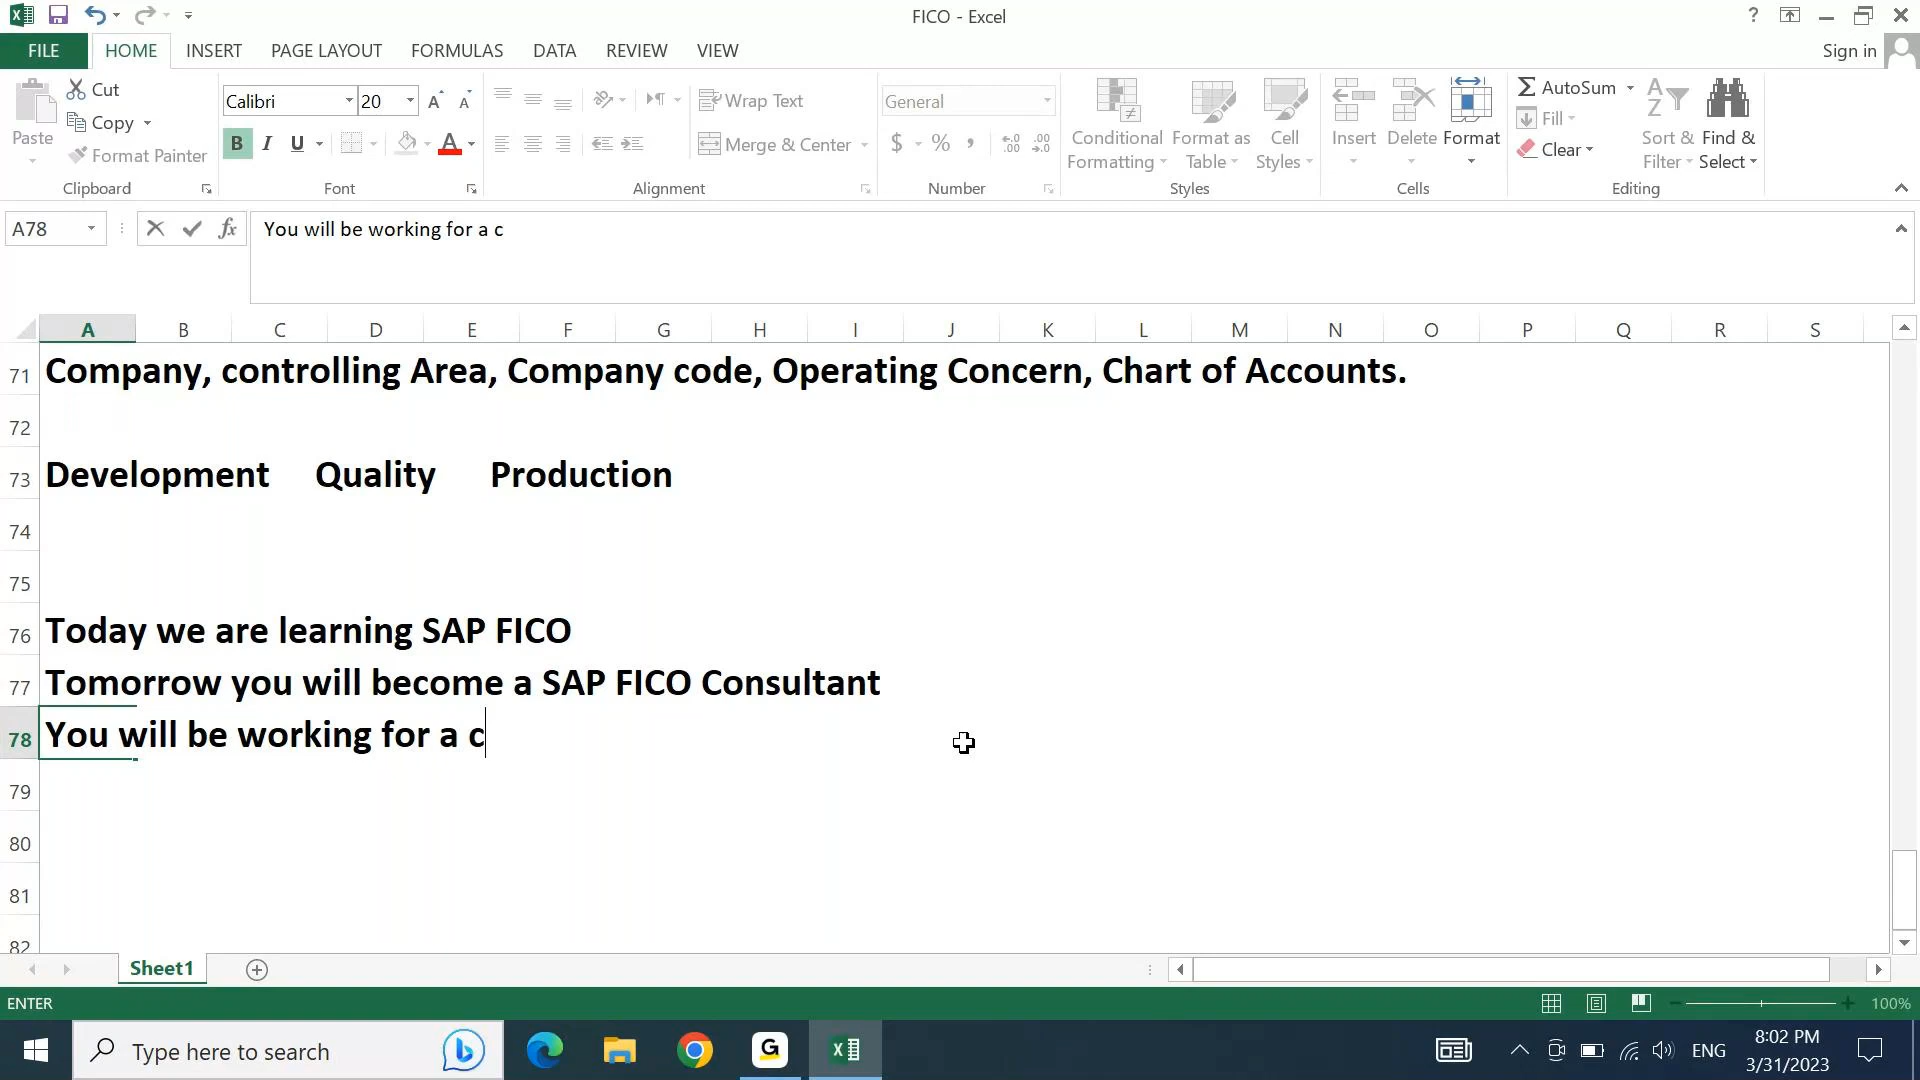 FICO - Excel
?
FILE HOME INSERT PAGE LAYOUT FORMULAS DATA REVIEW VIEW Sign in
Paste Cut Copy Format Painter
Clipboard
Calibri 20 A A
B I U A
Font
Wrap Text
Merge & Center
Alignment
General
$ % , .0 .00 .00 .0
Number
Conditional Formatting Format as Table Cell Styles
Styles
Insert Delete Format
Cells
AutoSum
Fill
Clear
Sort & Filter Find & Select
Editing
A78 fx You will be working for a c
A B C D E F G H I J K L M N O P Q R S
71 Company, controlling Area, Company code, Operating Concern, Chart of Accounts.
72
73 Development Quality Production
74
75
76 Today we are learning SAP FICO
77 Tomorrow you will become a SAP FICO Consultant
78 You will be working for a c
79
80
81
82
Sheet1
ENTER 100%
Type here to search ENG 8:02 PM
3/31/2023